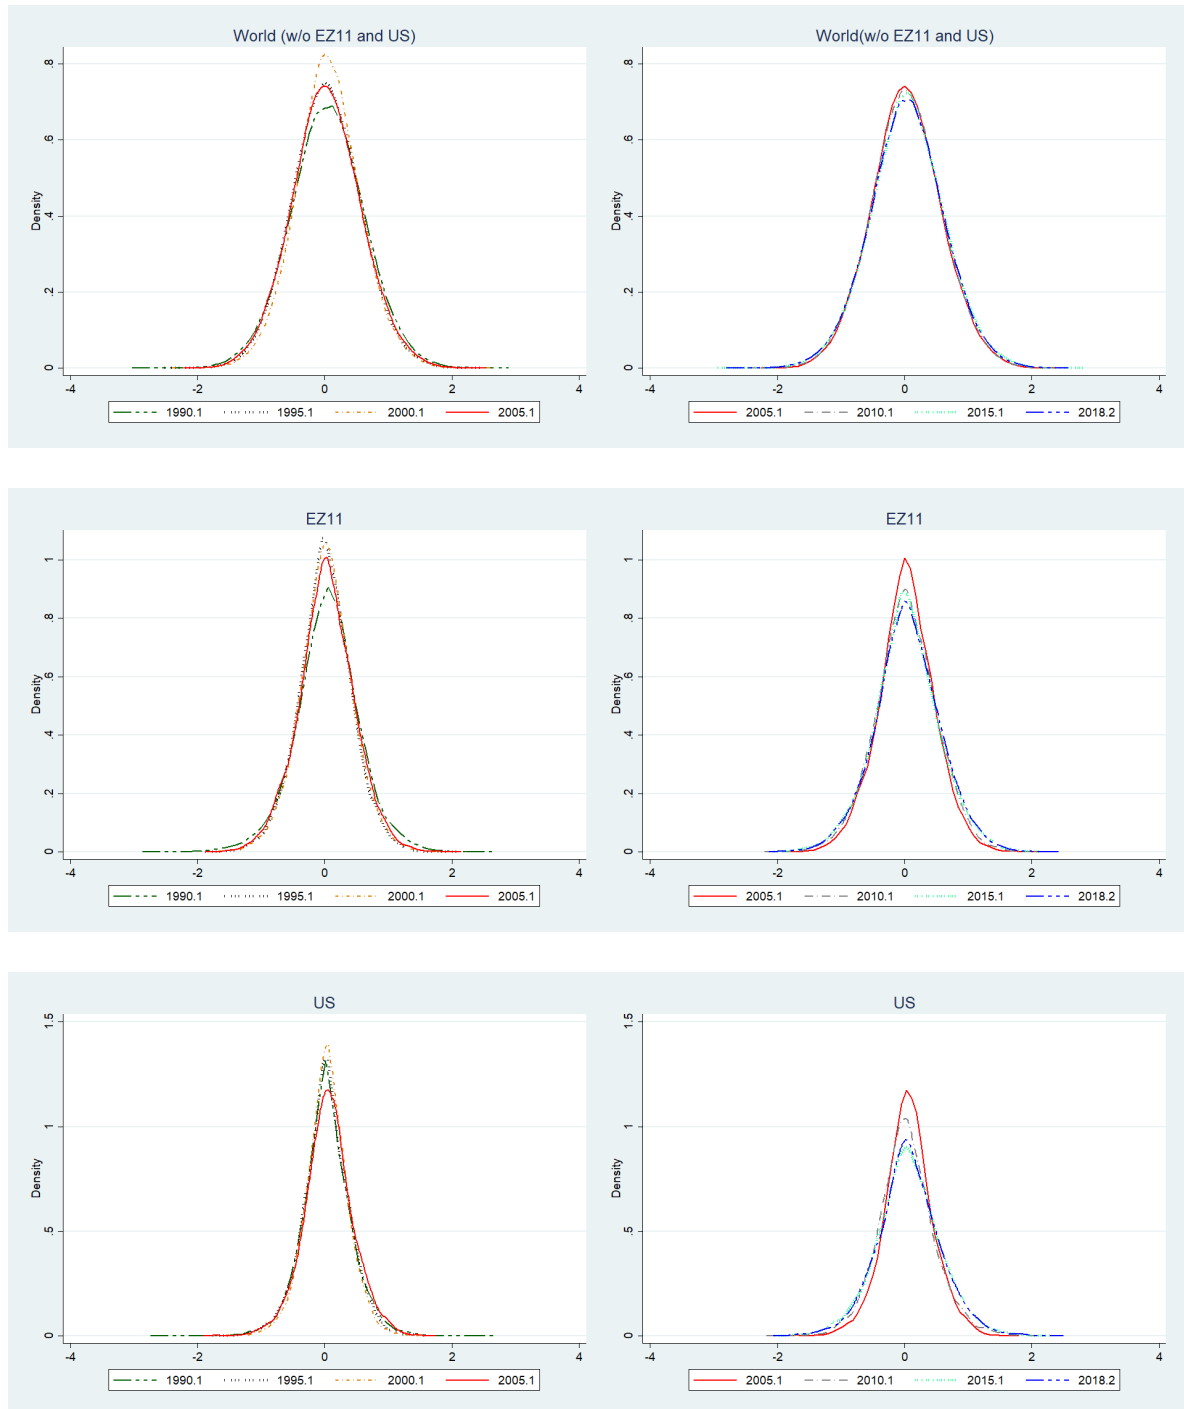 World (w/o EZ11 and US)
Density
0 .2 .4 .6 .8
-4 -2 0 2 4
1990.1 1995.1 2000.1 2005.1
World(w/o EZ11 and US)
Density
0 .2 .4 .6 .8
-4 -2 0 2 4
2005.1 2010.1 2015.1 2018.2
EZ11
Density
0 .2 .4 .6 .8 1
-4 -2 0 2 4
1990.1 1995.1 2000.1 2005.1
EZ11
Density
0 .2 .4 .6 .8 1
-4 -2 0 2 4
2005.1 2010.1 2015.1 2018.2
US
Density
0 .5 1 1.5
-4 -2 0 2 4
1990.1 1995.1 2000.1 2005.1
US
Density
0 .5 1 1.5
-4 -2 0 2 4
2005.1 2010.1 2015.1 2018.2